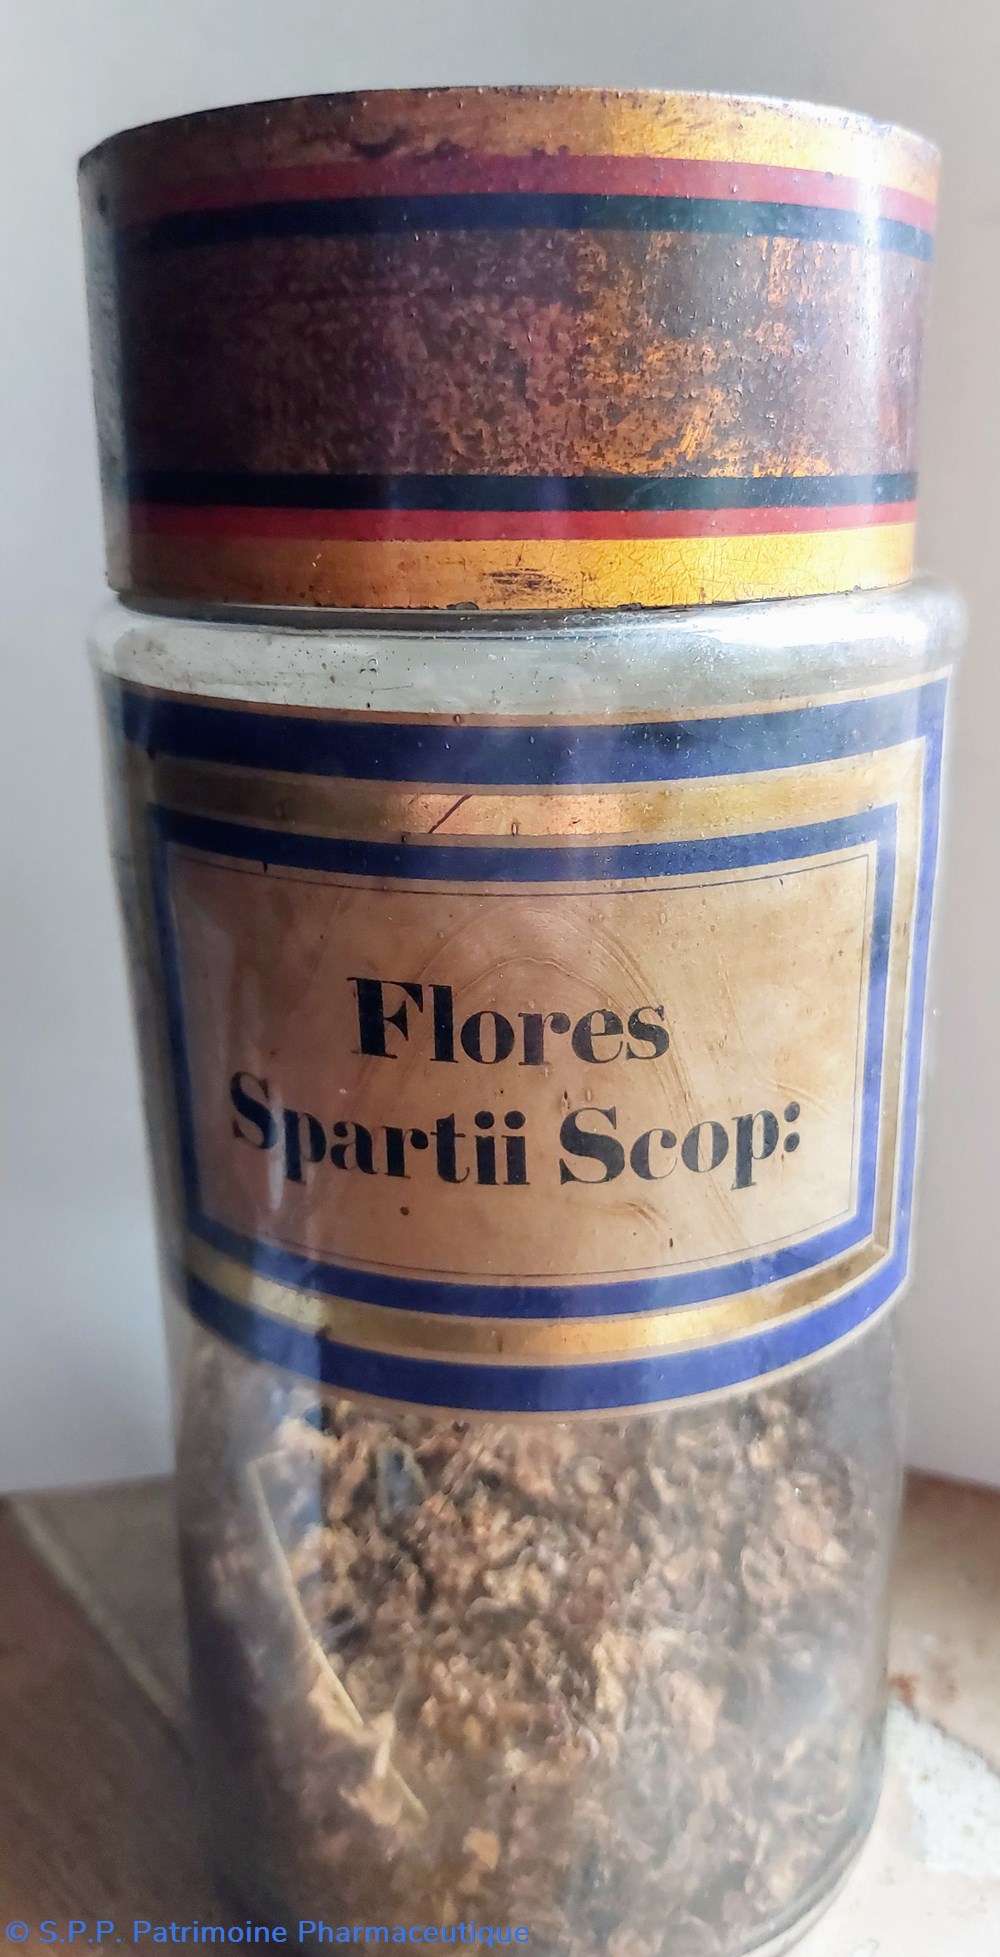 Flores
Spartii Scop:
© S.P.P. Patrimoine Pharmaceutique